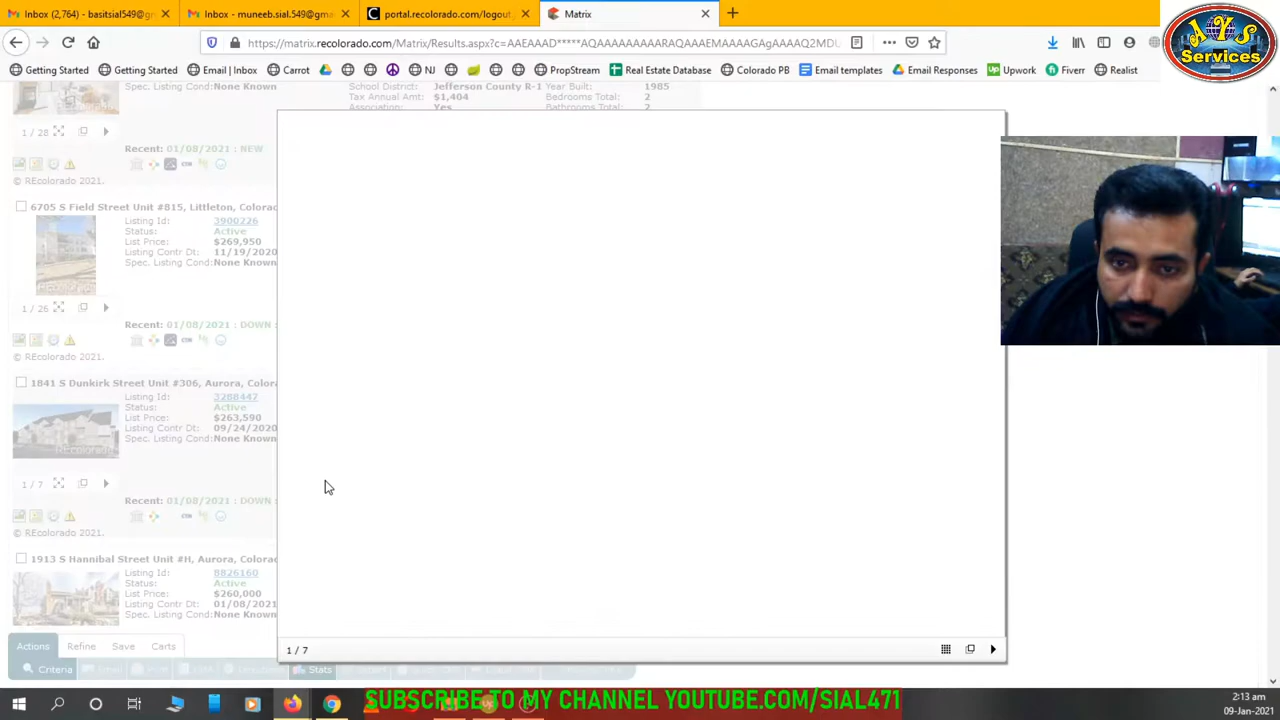 Inbox (2,764) - basitsial549@g
Inbox - muneeb.sial.549@gm
portal.recolorado.com/logout
Matrix
https://matrix.recolorado.com/Matrix/Results.aspx?c=AAEAAAD*****AQAAAAAAAAARAQAAAEMAAAAGAgAAAAQ2MDU
Getting Started
Getting Started
Email | Inbox
Carrot
NJ
PropStream
Real Estate Database
Colorado PB
Email templates
Email Responses
Upwork
Fiverr
Realist
AYS
Services
Spec. Listing Cond: None Known
School District: Jefferson County R-1
Year Built: 1985
Tax Annual Amt: $1,404
Bedrooms Total: 2
Association: Yes
Bathrooms Total: 2
1 / 28
Recent: 01/08/2021 : NEW
© REcolorado 2021.
6705 S Field Street Unit #815, Littleton, Colora
Listing Id: 3900226
Status: Active
List Price: $269,950
Listing Contr Dt: 11/19/2020
Spec. Listing Cond: None Known
1 / 26
Recent: 01/08/2021 : DOWN
© REcolorado 2021.
1841 S Dunkirk Street Unit #306, Aurora, Colora
Listing Id: 3288447
Status: Active
List Price: $263,590
Listing Contr Dt: 09/24/2020
Spec. Listing Cond: None Known
REcolorado
1 / 7
Recent: 01/08/2021 : DOWN
© REcolorado 2021.
1913 S Hannibal Street Unit #H, Aurora, Colorad
Listing Id: 8826160
Status: Active
List Price: $260,000
Listing Contr Dt: 01/08/2021
Spec. Listing Cond: None Known
1 / 7
Actions
Refine
Save
Carts
Criteria
Stats
SUBSCRIBE TO MY CHANNEL YOUTUBE.COM/SIAL471
2:13 am
09-Jan-2021